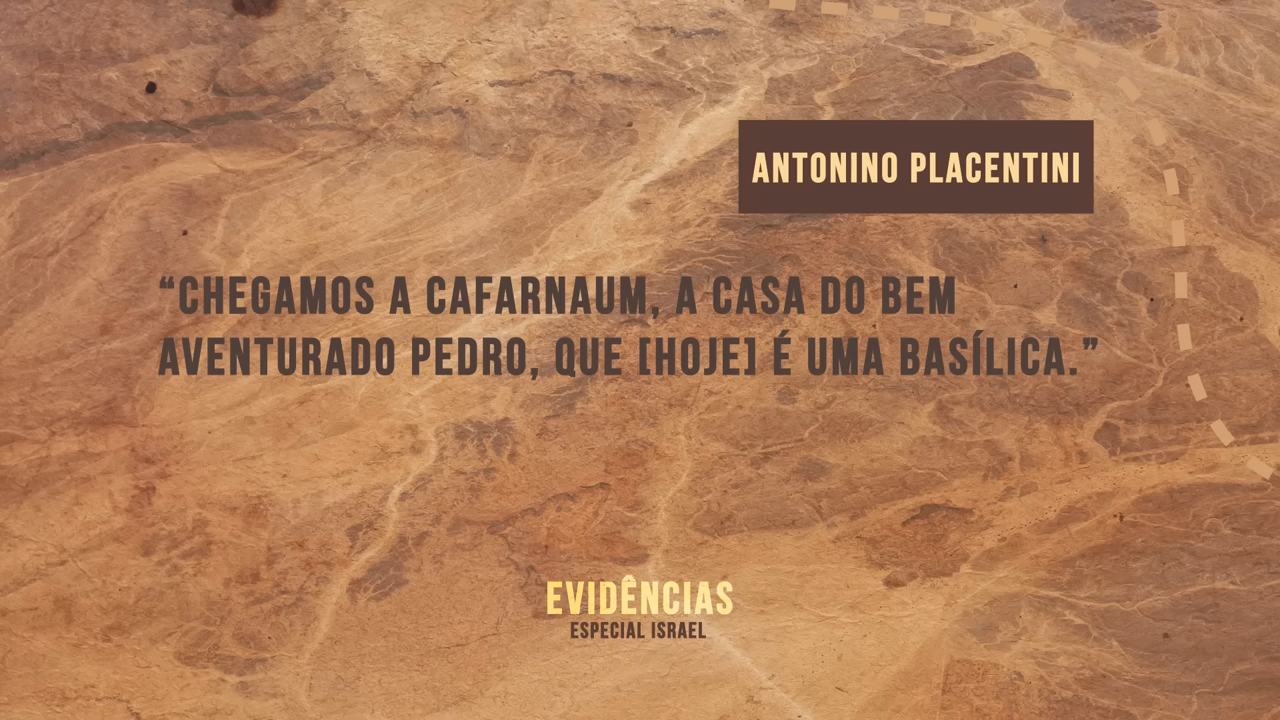 ANTONINO PLACENTINI
“CHEGAMOS A CAFARNAUM, A CASA DO BEM
AVENTURADO PEDRO, QUE [HOJE] É UMA BASÍLICA.”
EVIDÊNCIAS
ESPECIAL ISRAEL